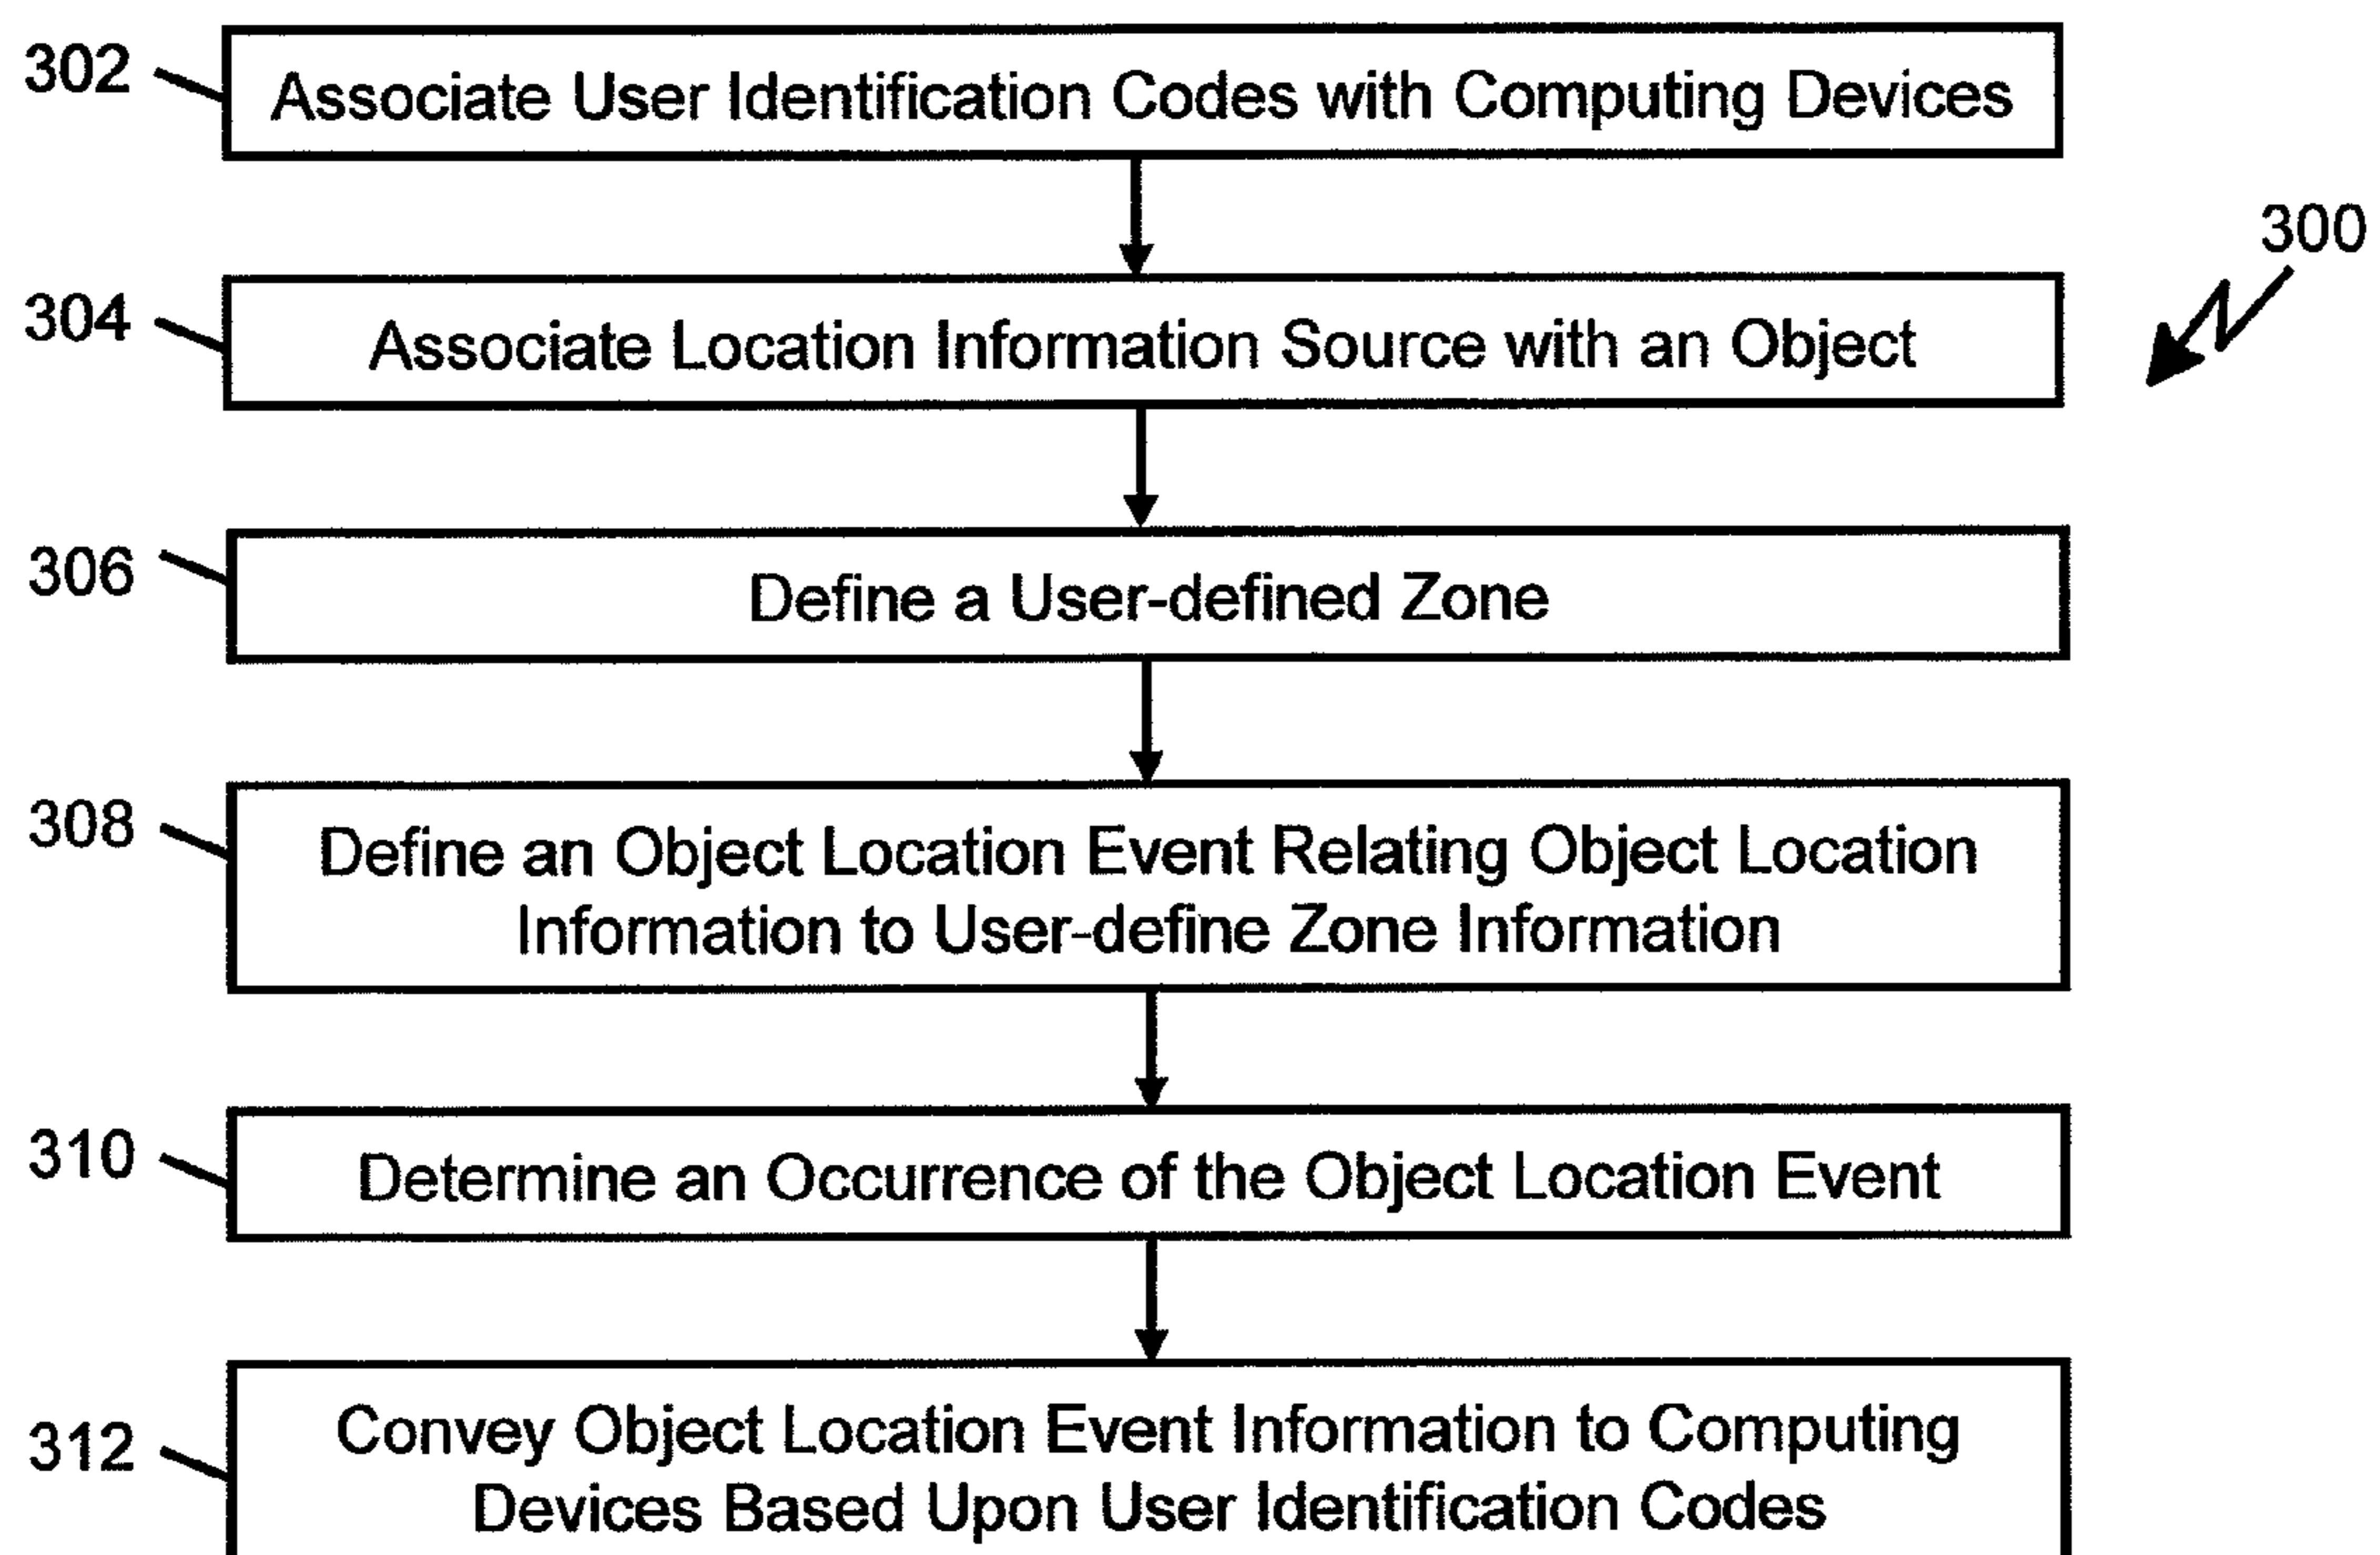 302
Associate User Identification Codes with Computing Devices
300
304
Associate Location Information Source with an Object
306
Define a User-defined Zone
308
Define an Object Location Event Relating Object Location
Information to User-define Zone Information
310
Determine an Occurrence of the Object Location Event
312
Convey Object Location Event Information to Computing
Devices Based Upon User Identification Codes